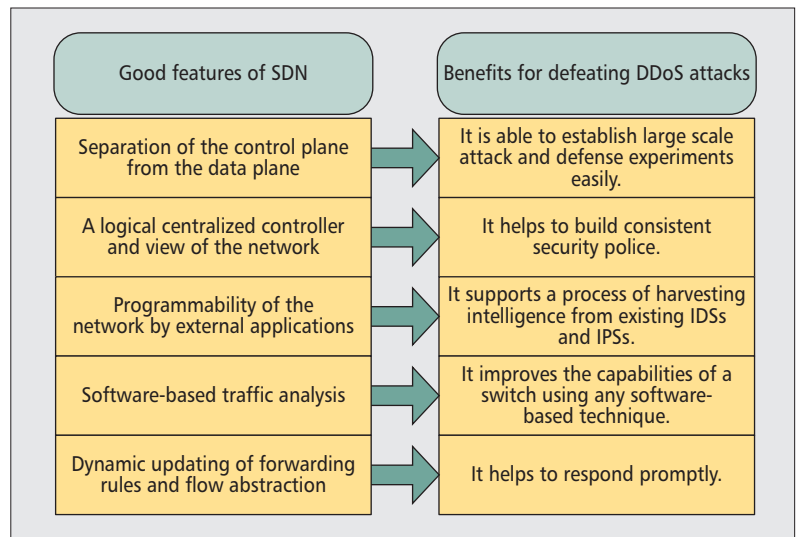 Good features of SDN
Benefits for defeating DDoS attacks
Separation of the control plane
from the data plane
It is able to establish large scale
attack and defense experiments
easily.
A logical centralized controller
and view of the network
It helps to build consistent
security police.
Programmability of the
network by external applications
It supports a process of harvesting
intelligence from existing IDSs
and IPSs.
Software-based traffic analysis
It improves the capabilities of a
switch using any software-
based technique.
Dynamic updating of forwarding
rules and flow abstraction
It helps to respond promptly.